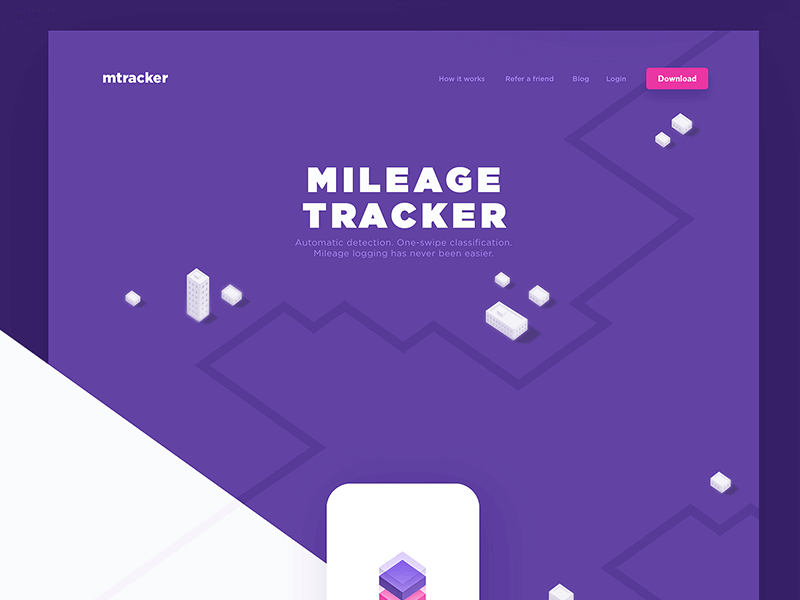 mtracker
How it works Refer a friend Blog Login Download
MILEAGE
TRACKER
Automatic detection. One-swipe classification.
Mileage logging has never been easier.